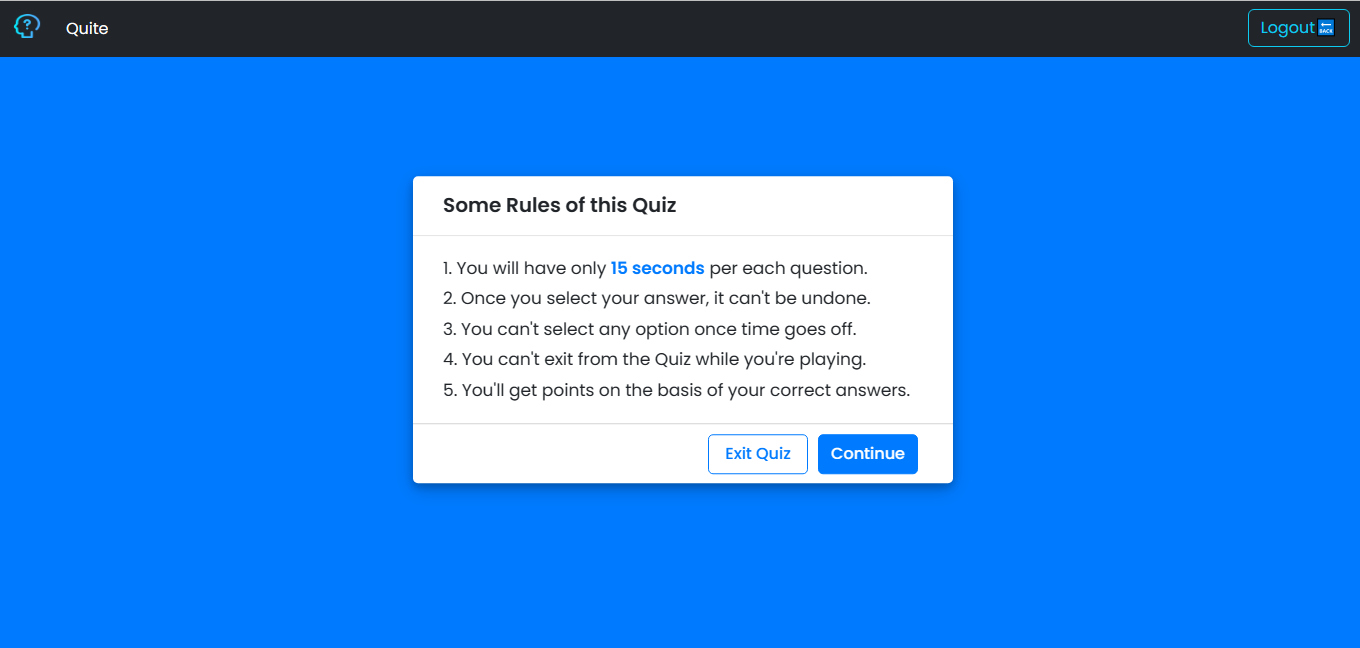 Quite
Logout BACK
Some Rules of this Quiz
1. You will have only 15 seconds per each question.
2. Once you select your answer, it can't be undone.
3. You can't select any option once time goes off.
4. You can't exit from the Quiz while you're playing.
5. You'll get points on the basis of your correct answers.
Exit Quiz Continue